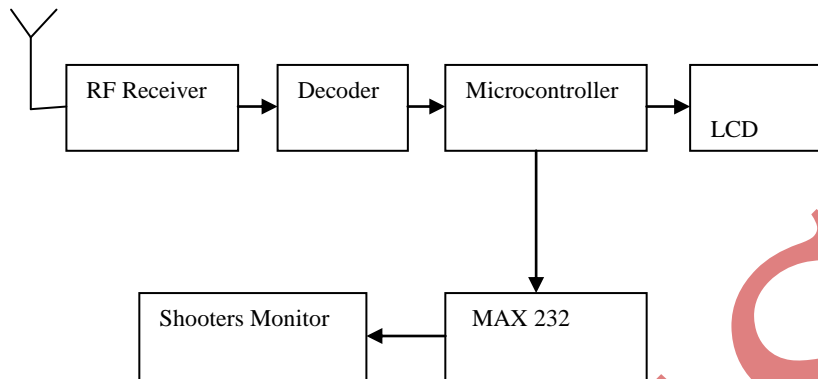 RF Receiver
Decoder
Microcontroller
LCD
Shooters Monitor
MAX 232